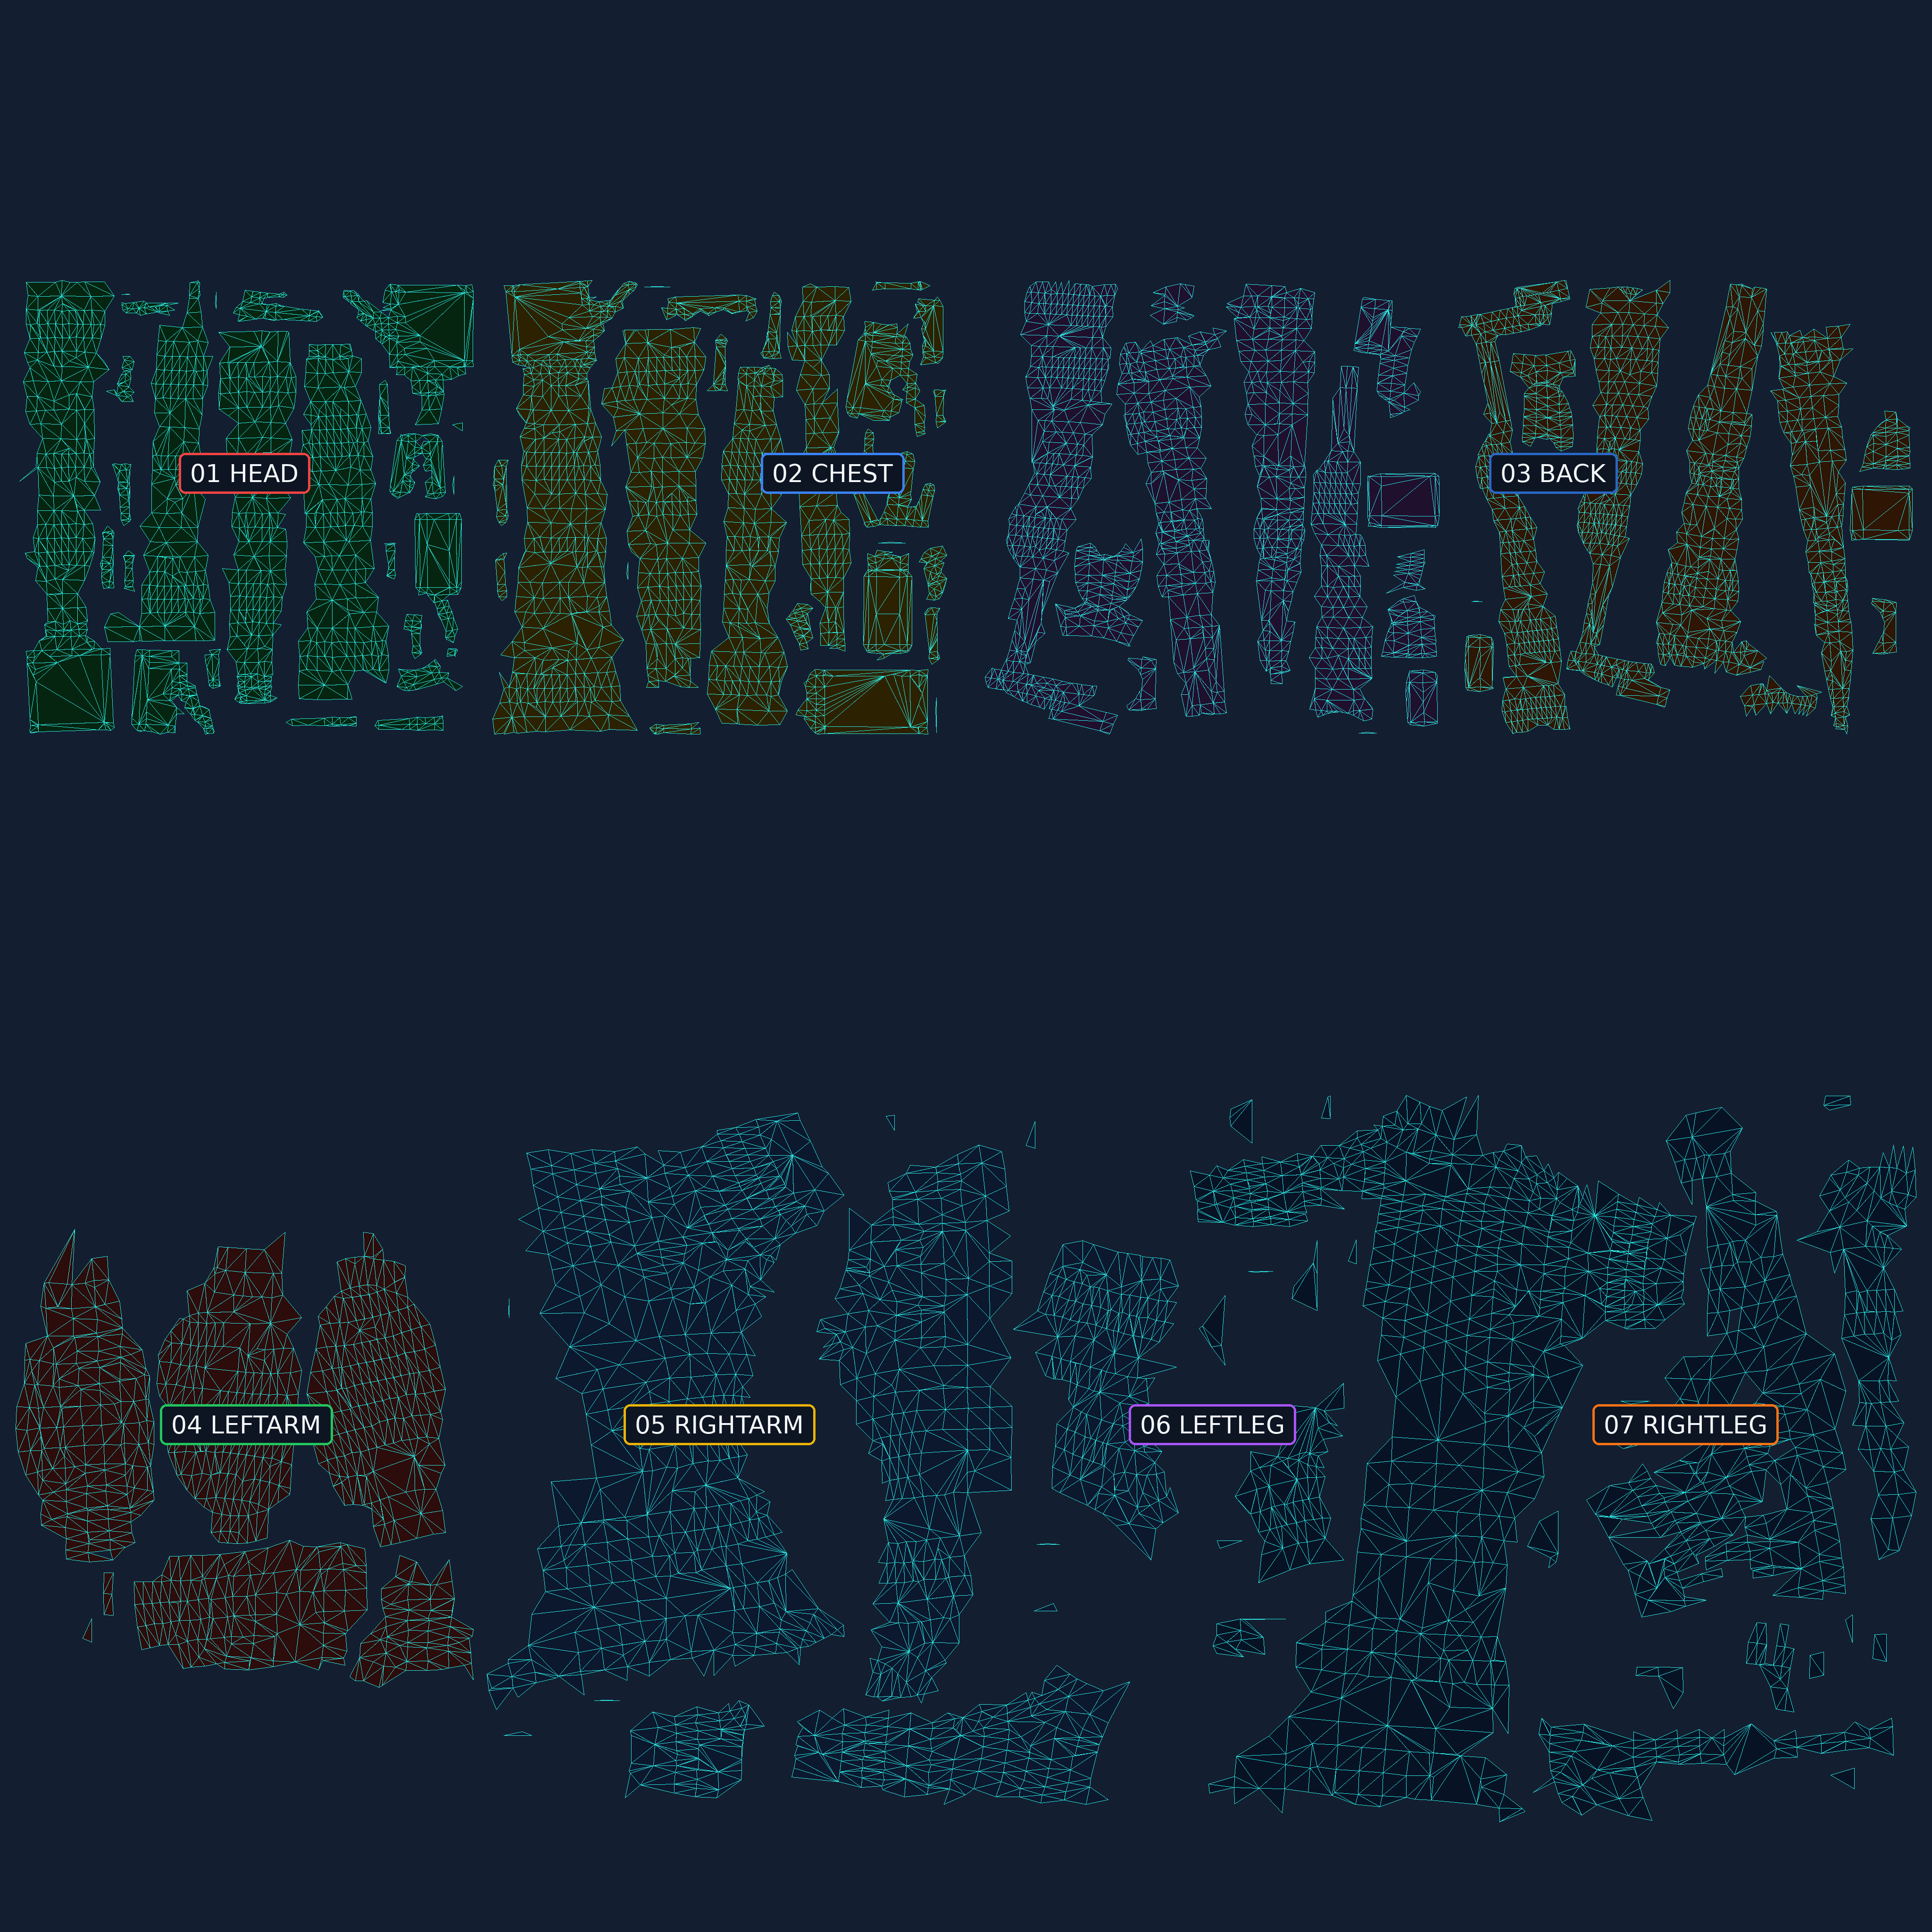 01 HEAD
02 CHEST
03 BACK
04 LEFTARM
05 RIGHTARM
06 LEFTLEG
07 RIGHTLEG